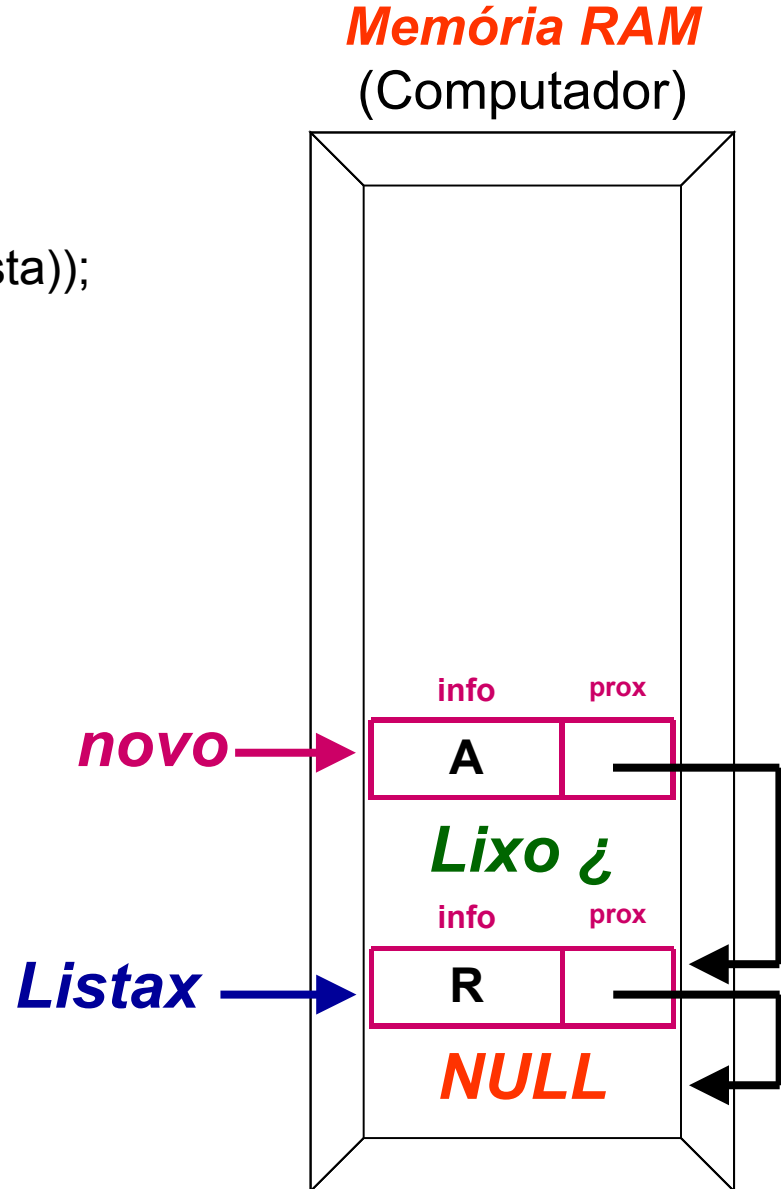 Memória RAM
(Computador)
sta));
info prox
novo A
Lixo ¿
info prox
Listax R
NULL